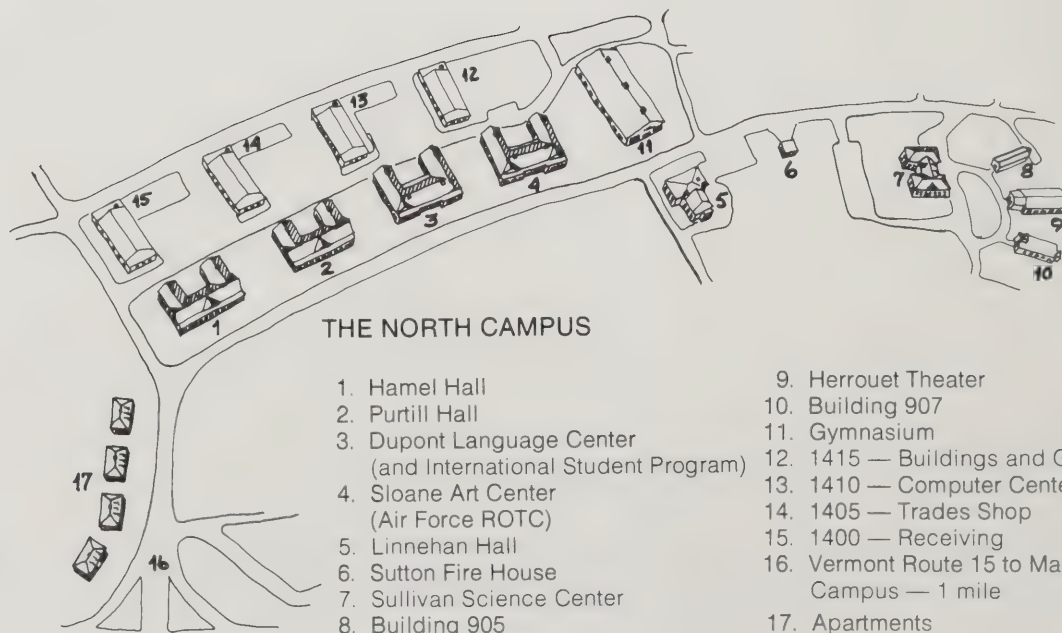 12
13
14
11
15
4
6
8
7
3
5
9
2
10
1
THE NORTH CAMPUS
1. Hamel Hall
2. Purtill Hall
3. Dupont Language Center
(and International Student Program)
4. Sloane Art Center
(Air Force ROTC)
5. Linnehan Hall
6. Sutton Fire House
7. Sullivan Science Center
8. Building 905
9. Herrouet Theater
10. Building 907
11. Gymnasium
12. 1415 — Buildings and
13. 1410 — Computer
14. 1405 — Trades Shop
15. 1400 — Receiving
16. Vermont Route 15 to
Campus — 1 mile
17. Apartments
17
16